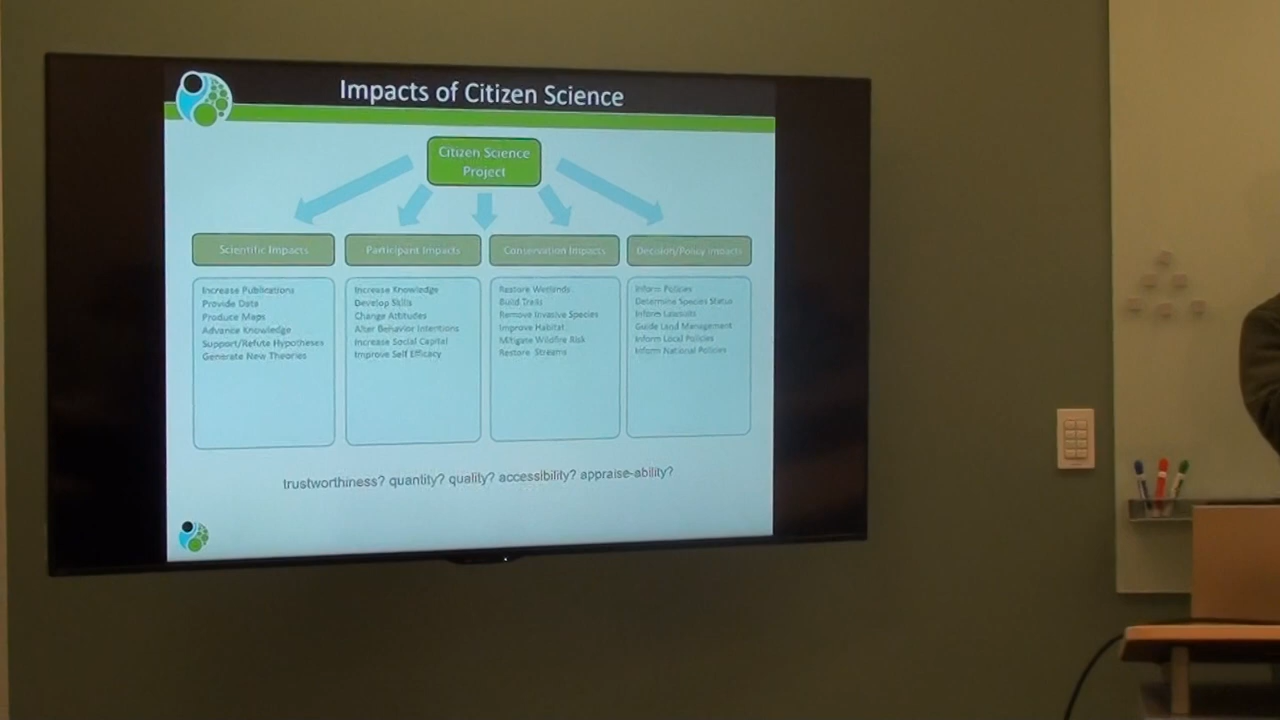 Impacts of Citizen Science
Citizen Science
Project
Scientific Impacts
Participant Impacts
Conservation Impacts
Decision/Policy Impacts
Increase Publications
Provide Data
Produce Maps
Advance Knowledge
Support/Refute Hypotheses
Generate New Theories
Increase Knowledge
Develop Skills
Change Attitudes
Alter Behavior Intentions
Increase Social Capital
Improve Self Efficacy
Restore Wetlands
Build Trails
Remove Invasive Species
Improve Habitat
Mitigate Wildfire Risk
Restore Streams
Inform Policies
Determine Species Status
Inform Lawsuits
Guide Land Management
Inform Local Policies
Inform National Policies
trustworthiness? quantity? quality? accessibility? appraise-ability?